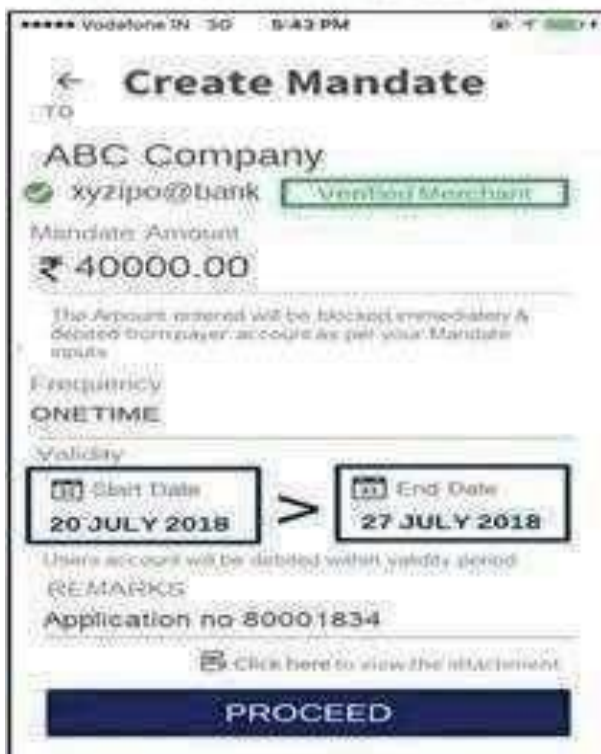 Vodafone IN 3G 5:43 PM
Create Mandate
TO
ABC Company
xyzipo@bank Verified Merchant
Mandate Amount
₹ 40000.00
The Amount entered will be blocked immediately &
debited from payer account as per your Mandate
inputs
Frequency
ONETIME
Validity
Start Date
20 JULY 2018
>
End Date
27 JULY 2018
Users account will be debited within validity period
REMARKS
Application no 80001834
Click here to view the attachment
PROCEED